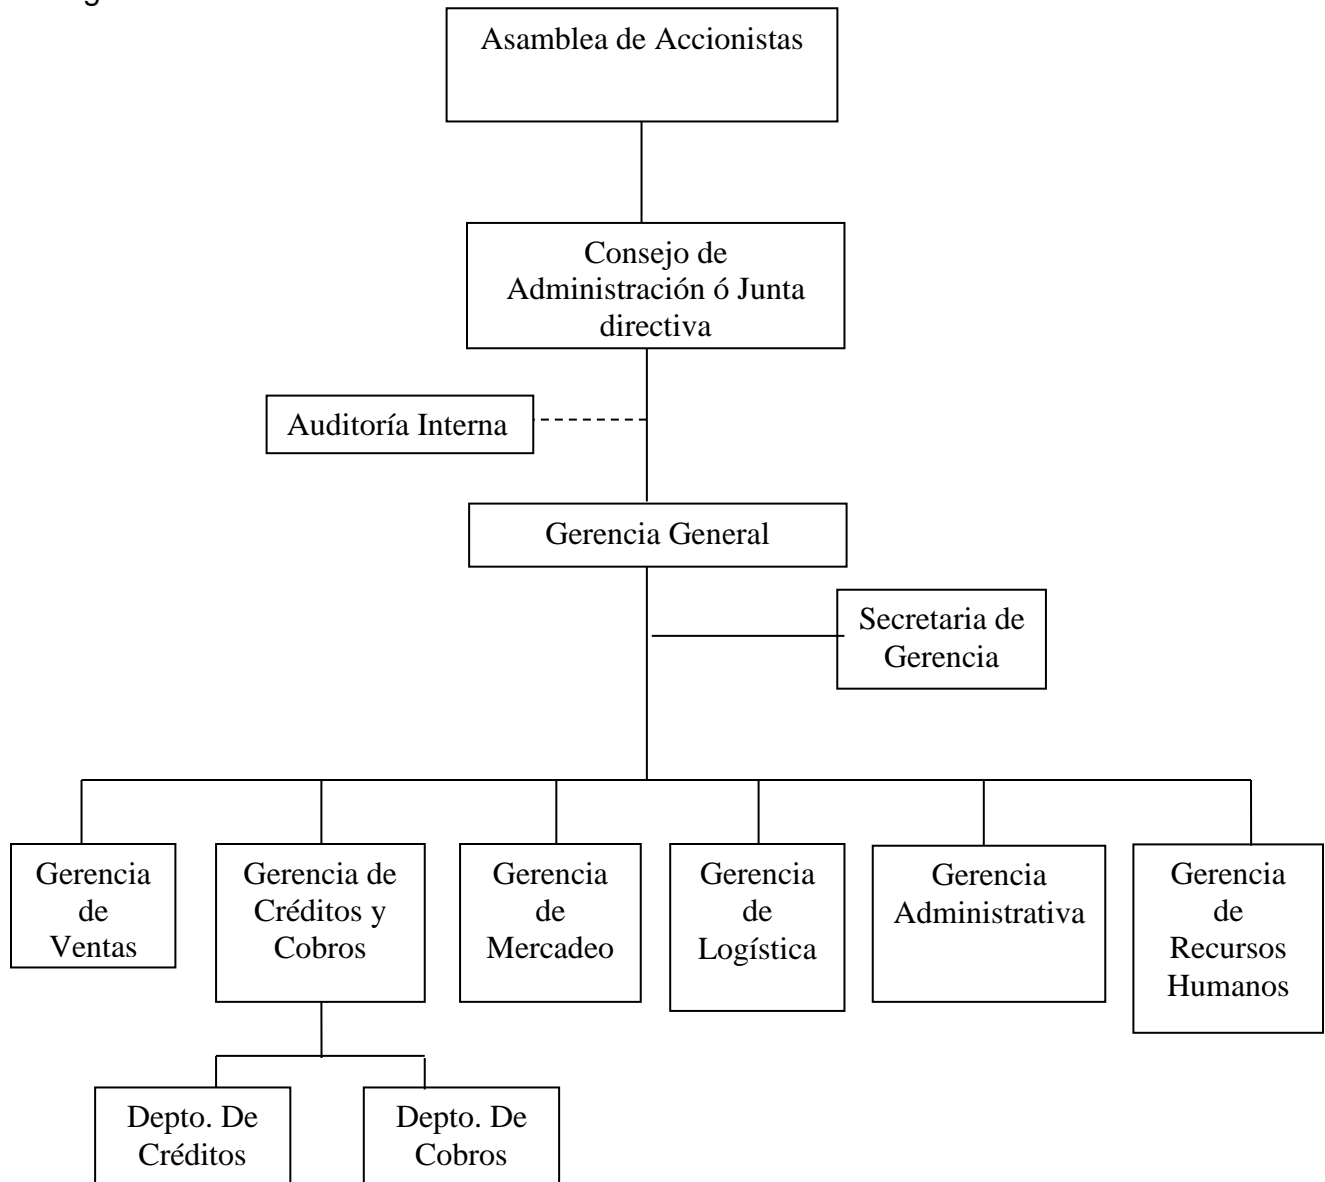 Asamblea de Accionistas
Consejo de
Administración ó Junta
directiva
Auditoría Interna
Gerencia General
Secretaria de
Gerencia
Gerencia
de
Ventas
Gerencia de
Créditos y
Cobros
Gerencia
de
Mercadeo
Gerencia
de
Logística
Gerencia
Administrativa
Gerencia
de
Recursos
Humanos
Depto. De
Créditos
Depto. De
Cobros